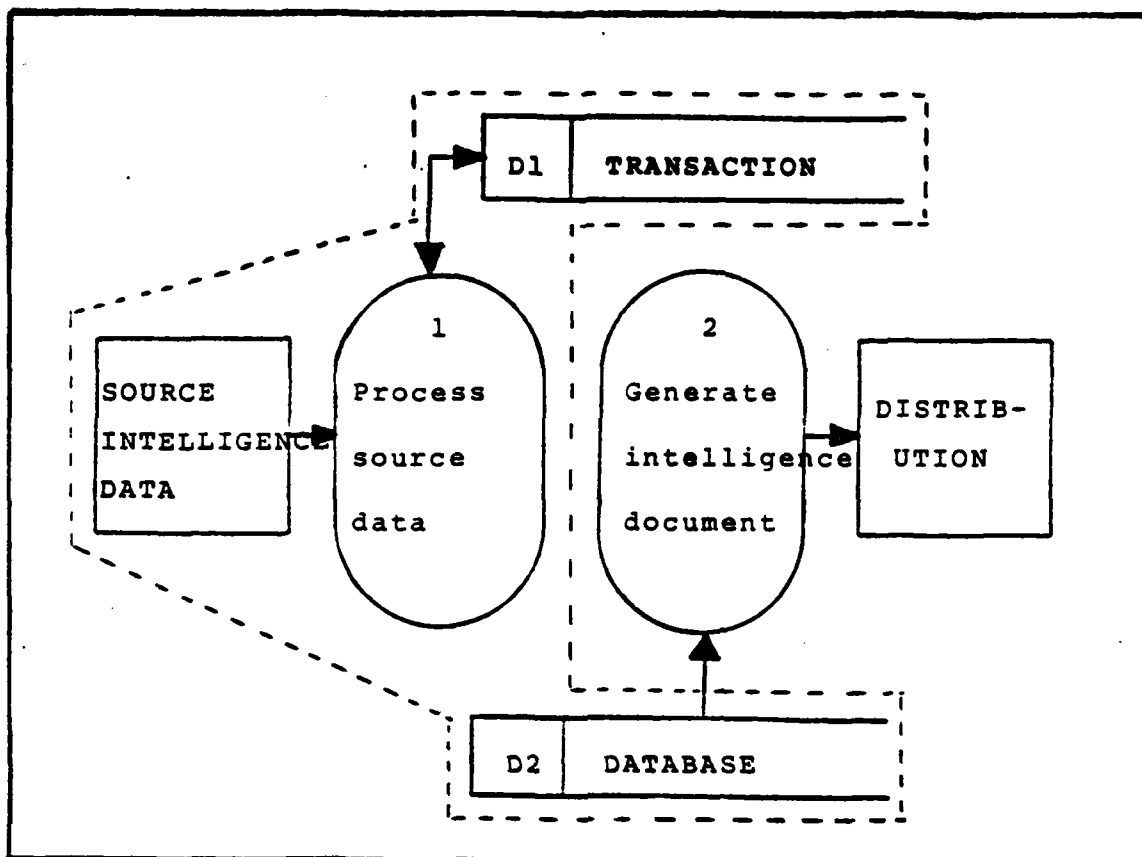 D1 TRANSACTION
SOURCE
INTELLIGENCE
DATA
1
Process
source
data
2
Generate
intelligence
document
DISTRIB-
UTION
D2 DATABASE